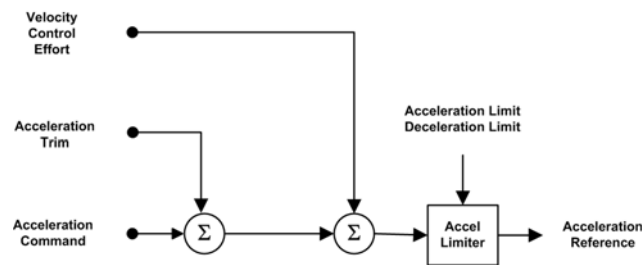 Velocity
Control
Effort
Acceleration
Trim
Acceleration Limit
Deceleration Limit
Acceleration
Command
Σ
Σ
Accel
Limiter
Acceleration
Reference